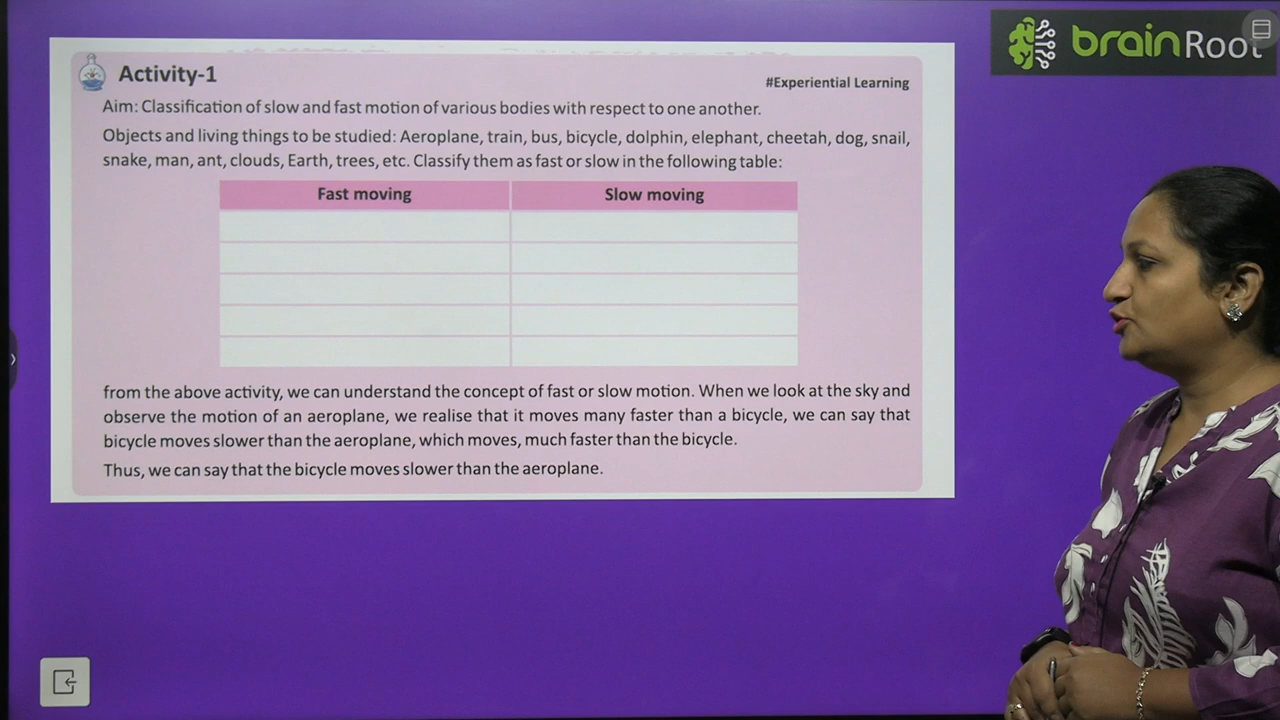 brainRoot
Activity-1
#Experiential Learning
Aim: Classification of slow and fast motion of various bodies with respect to one another.
Objects and living things to be studied: Aeroplane, train, bus, bicycle, dolphin, elephant, cheetah, dog, snail,
snake, man, ant, clouds, Earth, trees, etc. Classify them as fast or slow in the following table:
Fast moving Slow moving
from the above activity, we can understand the concept of fast or slow motion. When we look at the sky and
observe the motion of an aeroplane, we realise that it moves many faster than a bicycle, we can say that
bicycle moves slower than the aeroplane, which moves, much faster than the bicycle.
Thus, we can say that the bicycle moves slower than the aeroplane.